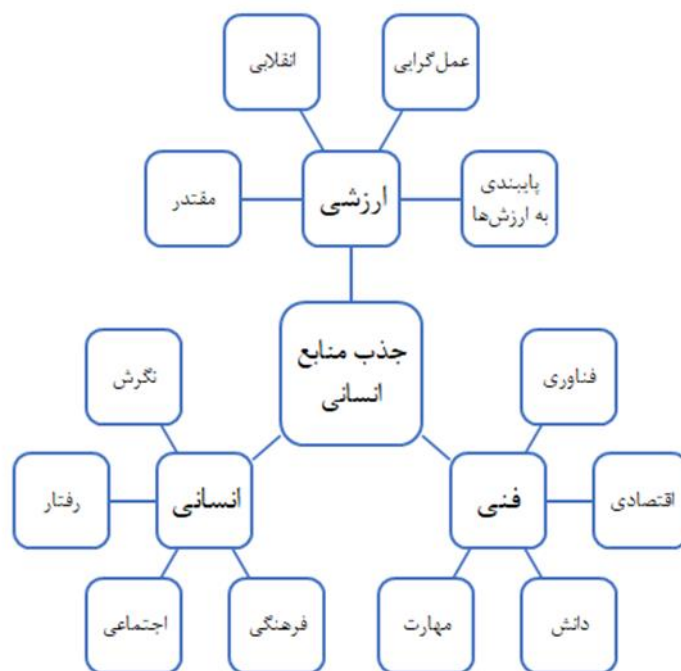 عمل‌گرایی
انقلابی
پایبندی
به ارزش‌ها
ارزشی
مقتدر
جذب منابع
انسانی
فناوری
نگرش
اقتصادی
فنی
انسانی
رفتار
دانش
مهارت
فرهنگی
اجتماعی